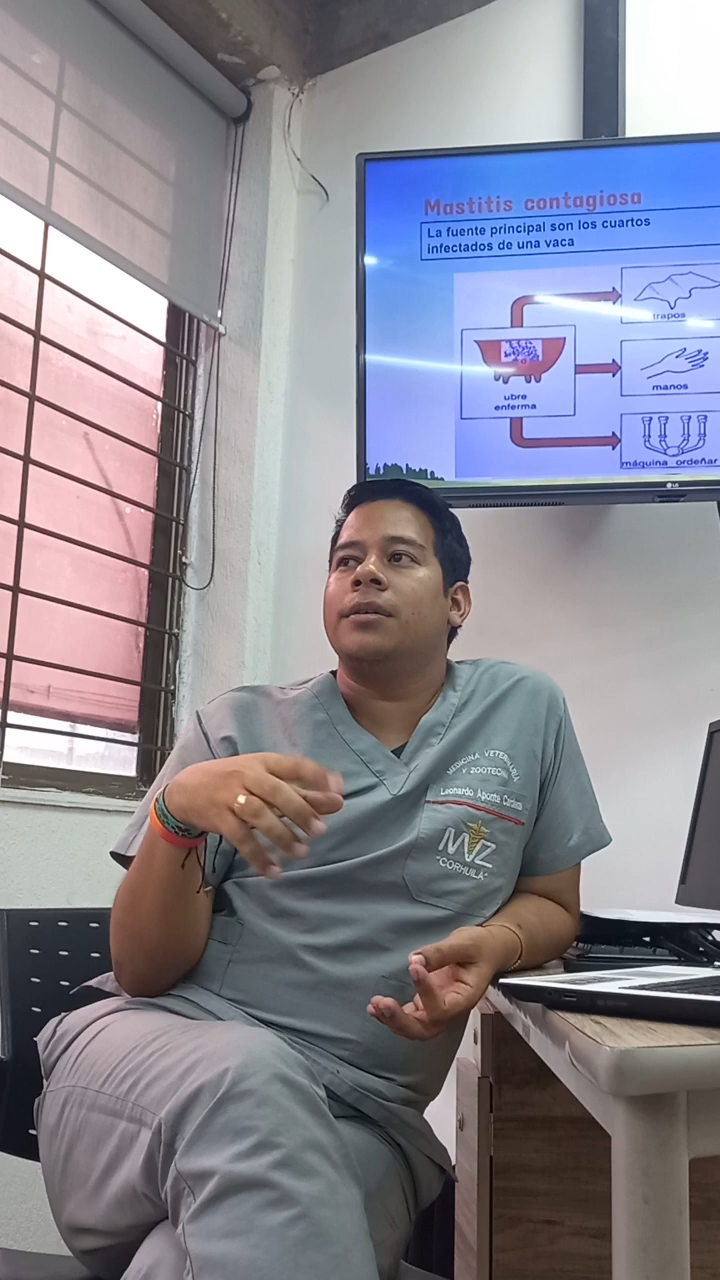 Mastitis contagiosa
La fuente principal son los cuartos
infectados de una vaca
trapos
ubre
enferma
manos
máquina ordeñar
LG
MEDICINA VETERINARIA
Y ZOOTECNIA
Leonardo Aponte Cardona
MVZ
"CORHUILA"